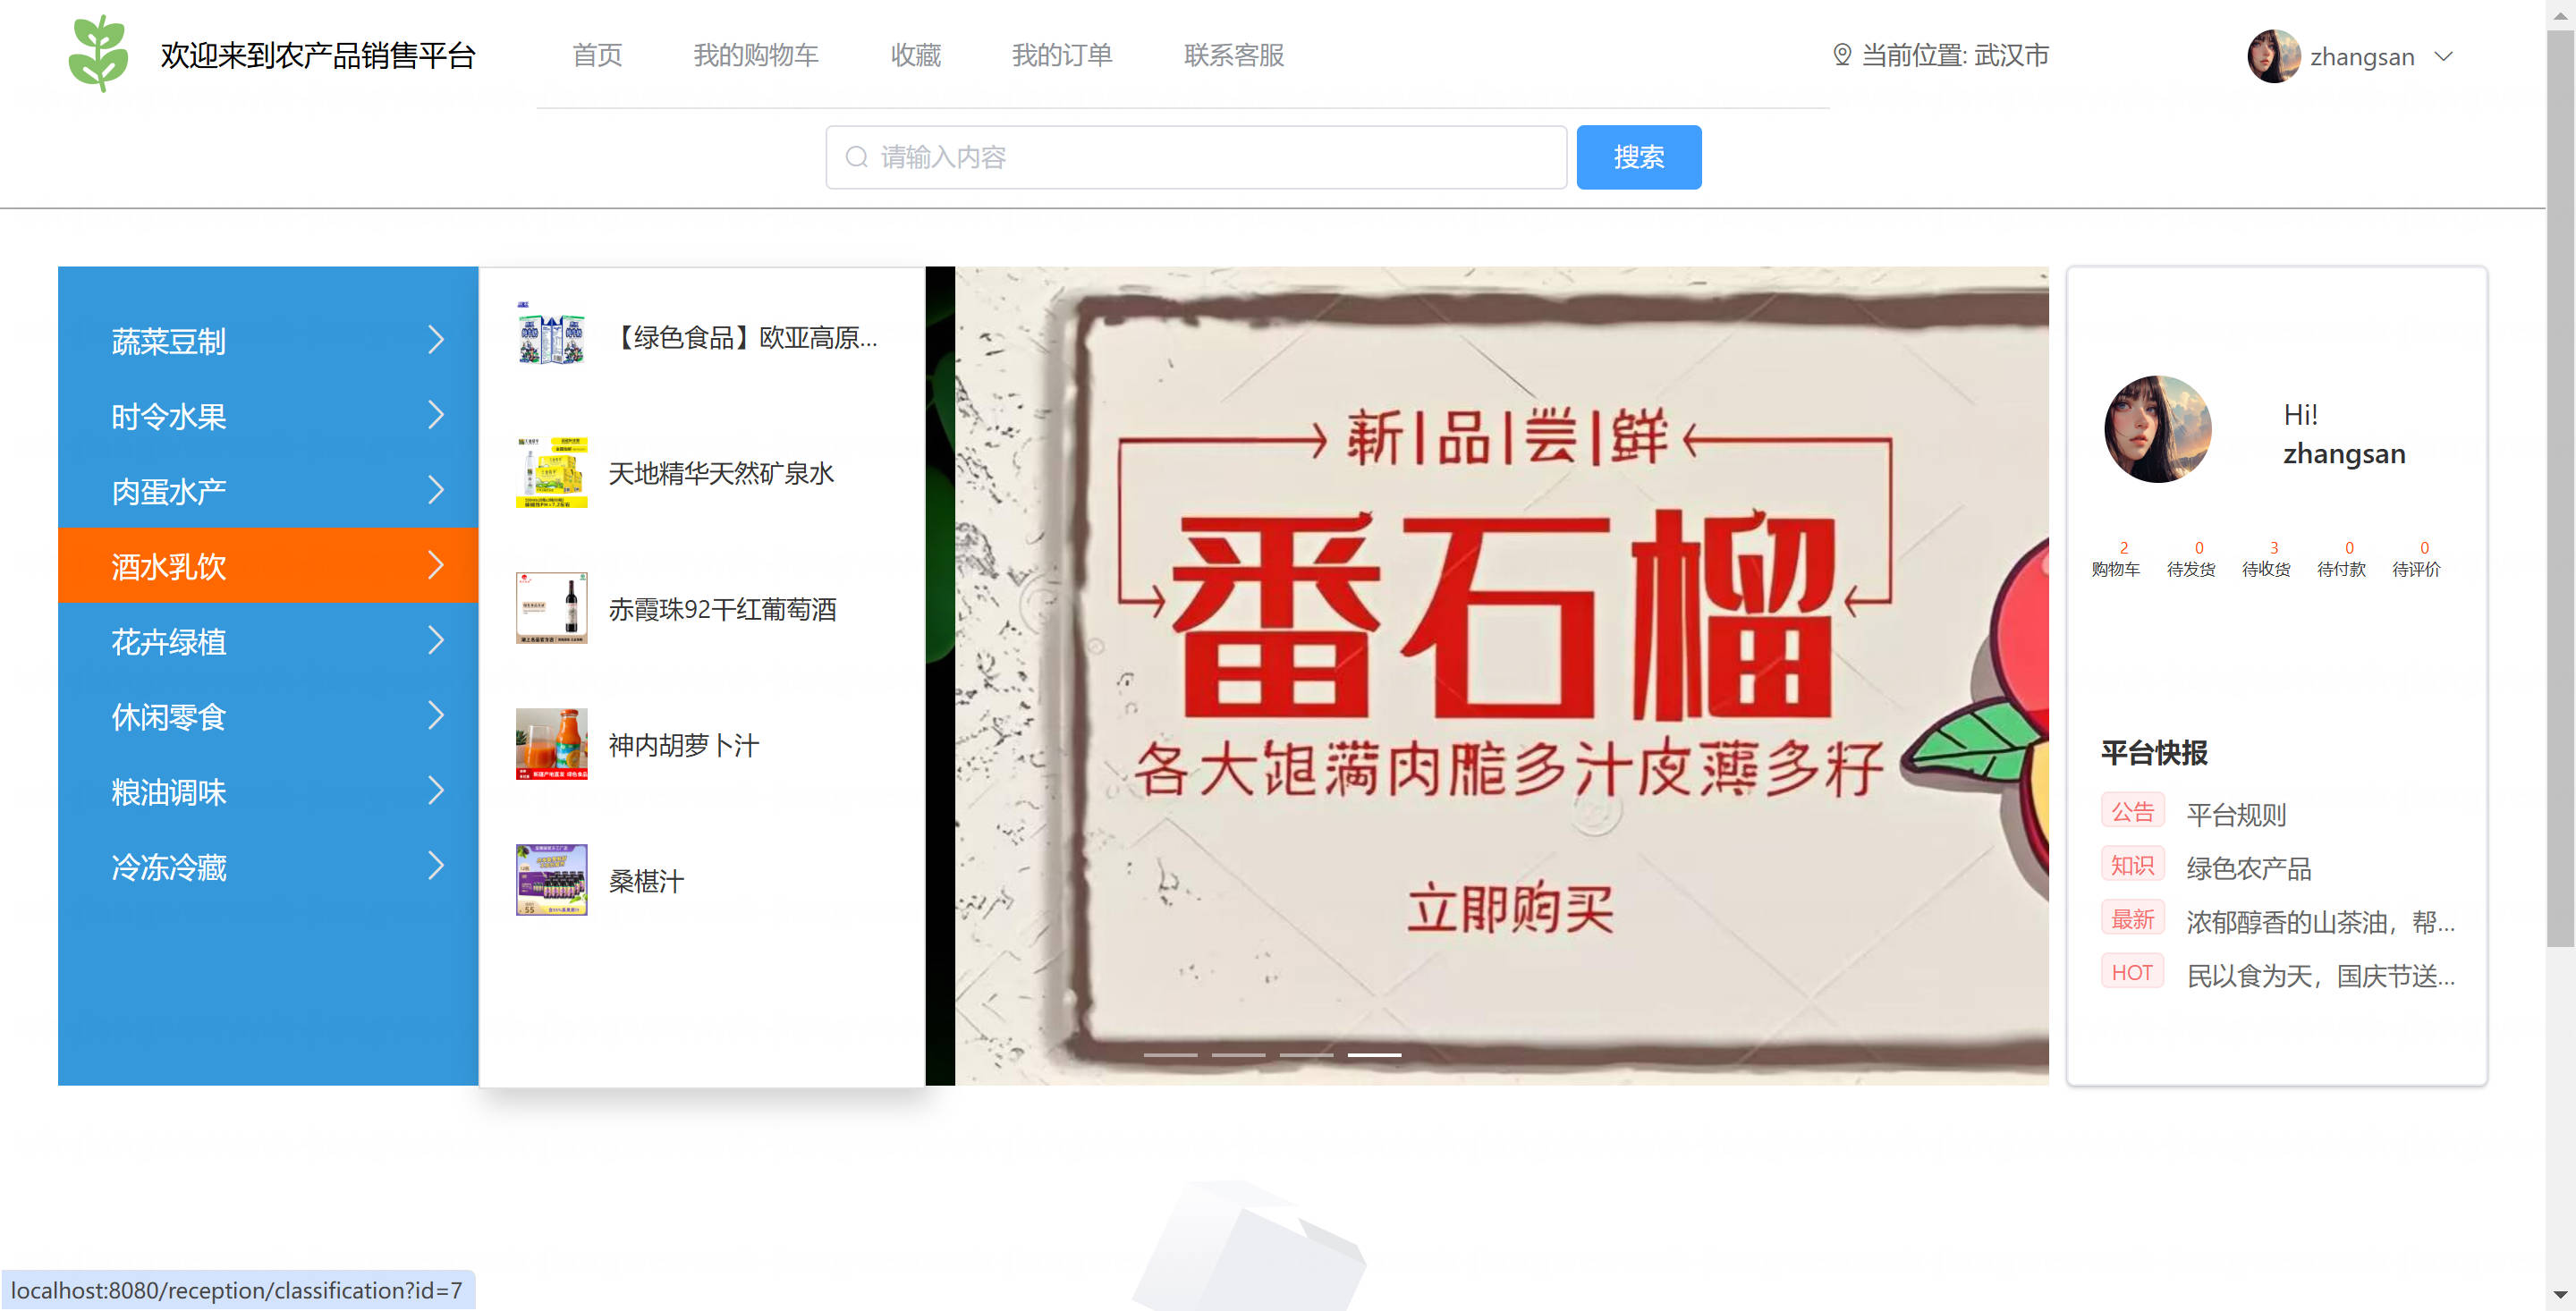 欢迎来到农产品销售平台
首页
我的购物车
收藏
我的订单
联系客服
当前位置: 武汉市
zhangsan
请输入内容
搜索
蔬菜豆制
时令水果
肉蛋水产
酒水乳饮
花卉绿植
休闲零食
粮油调味
冷冻冷藏
【绿色食品】欧亚高原...
天地精华天然矿泉水
赤霞珠92干红葡萄酒
神内胡萝卜汁
桑椹汁
新|品|尝|鲜
番石榴
各大饱满肉脆多汁皮薄多籽
立即购买
Hi!
zhangsan
2 0 3 0 0
购物车 待发货 待收货 待付款 待评价
平台快报
公告 平台规则
知识 绿色农产品
最新 浓郁醇香的山茶油，帮...
HOT 民以食为天，国庆节送...
localhost:8080/reception/classification?id=7